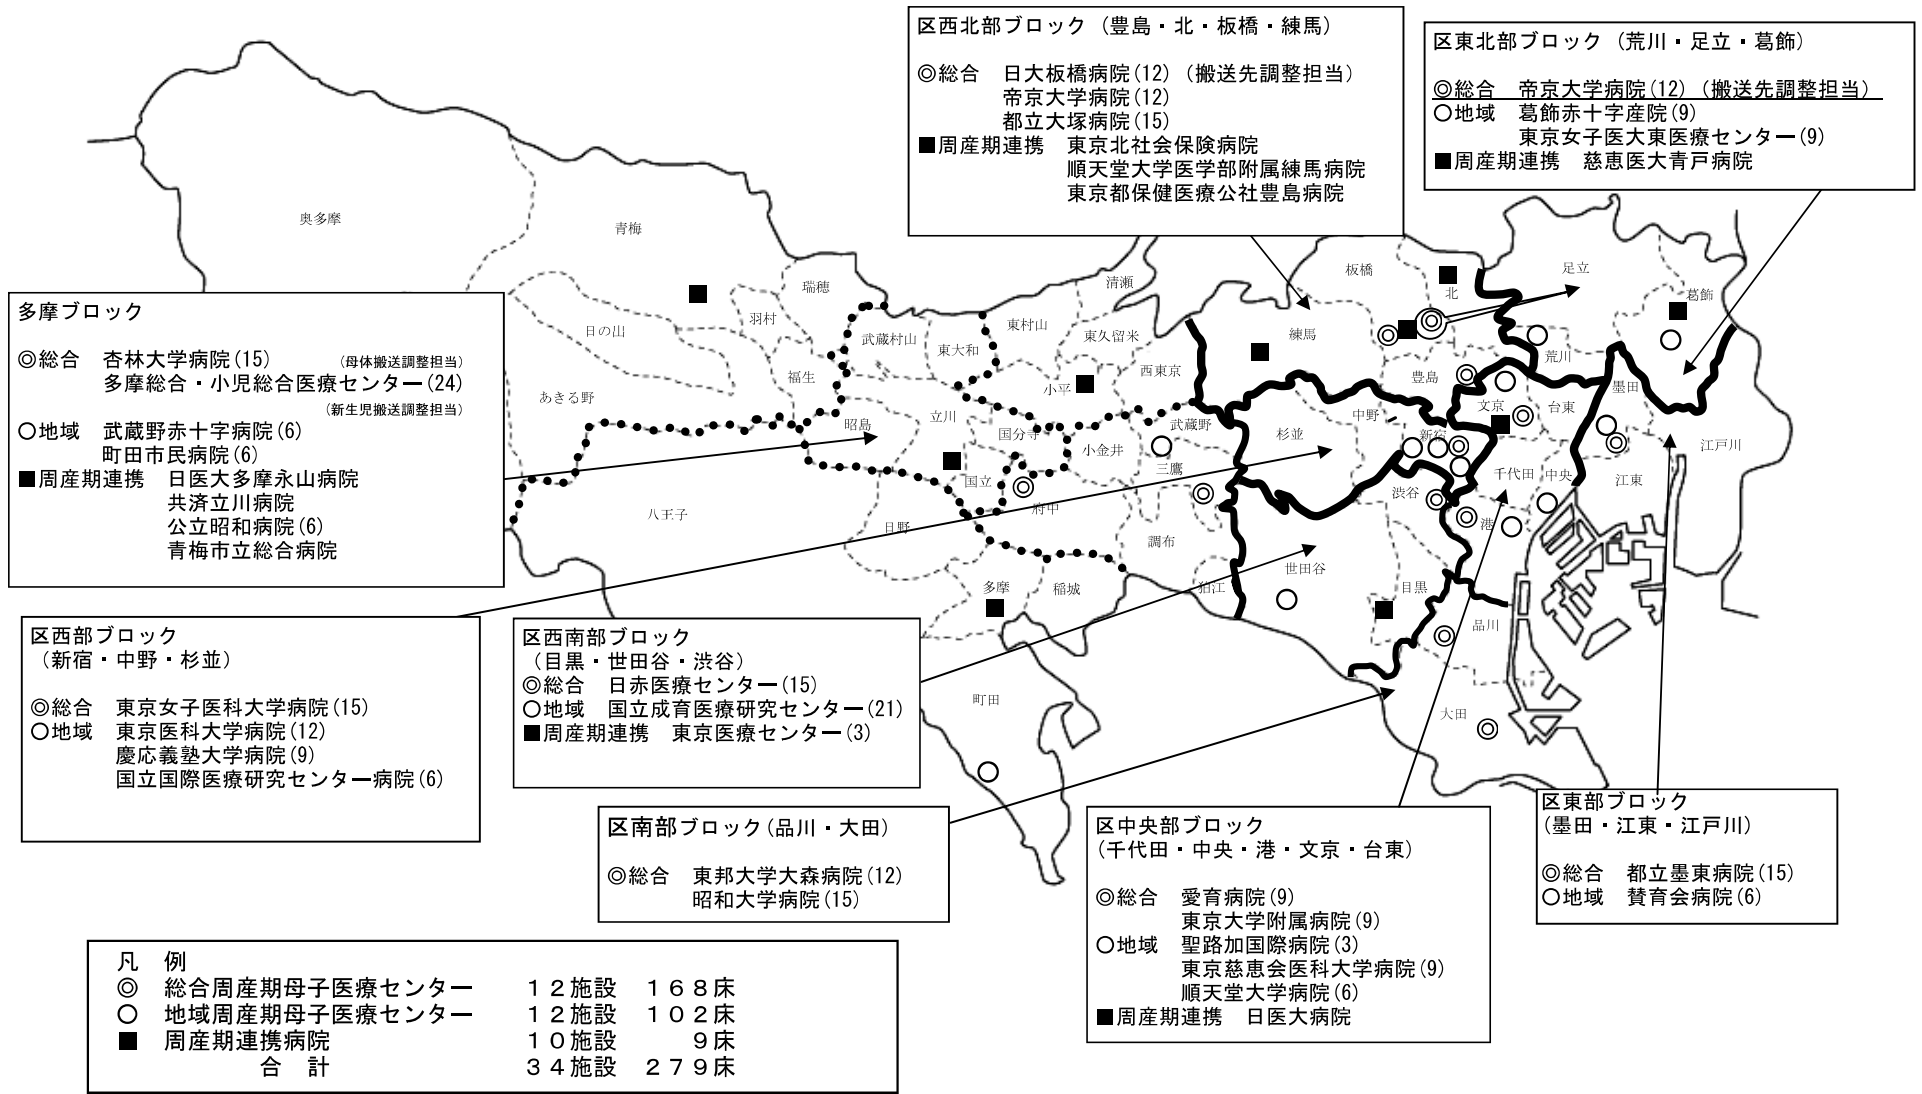 区西北部ブロック（豊島・北・板橋・練馬）
◎総合　日大板橋病院(12)（搬送先調整担当）
帝京大学病院(12)
都立大塚病院(15)
■周産期連携　東京北社会保険病院
順天堂大学医学部附属練馬病院
東京都保健医療公社豊島病院
区東北部ブロック（荒川・足立・葛飾）
◎総合　帝京大学病院(12)（搬送先調整担当）
○地域　葛飾赤十字産院(9)
東京女子医大東医療センター(9)
■周産期連携　慈恵医大青戸病院
奥多摩
青梅
瑞穂
羽村
日の出
あきる野
福生
武蔵村山
東大和
東村山
清瀬
東久留米
西東京
小平
昭島
立川
国分寺
小金井
武蔵野
三鷹
国立
府中
八王子
日野
調布
狛江
多摩
稲城
町田
板橋
北
足立
葛飾
練馬
豊島
荒川
文京
台東
墨田
中野
杉並
新宿
千代田
中央
江東
江戸川
渋谷
港
世田谷
目黒
品川
大田
多摩ブロック
◎総合　杏林大学病院(15)　（母体搬送調整担当）
多摩総合・小児総合医療センター(24)
（新生児搬送調整担当）
○地域　武蔵野赤十字病院(6)
町田市民病院(6)
■周産期連携　日医大多摩永山病院
共済立川病院
公立昭和病院(6)
青梅市立総合病院
区西部ブロック
（新宿・中野・杉並）
◎総合　東京女子医科大学病院(15)
○地域　東京医科大学病院(12)
慶応義塾大学病院(9)
国立国際医療研究センター病院(6)
区西南部ブロック
（目黒・世田谷・渋谷）
◎総合　日赤医療センター(15)
○地域　国立成育医療研究センター(21)
■周産期連携　東京医療センター(3)
区南部ブロック(品川・大田)
◎総合　東邦大学大森病院(12)
昭和大学病院(15)
区中央部ブロック
(千代田・中央・港・文京・台東)
◎総合　愛育病院(9)
東京大学附属病院(9)
○地域　聖路加国際病院(3)
東京慈恵会医科大学病院(9)
順天堂大学病院(6)
■周産期連携　日医大病院
区東部ブロック
(墨田・江東・江戸川)
◎総合　都立墨東病院(15)
○地域　賛育会病院(6)
凡　例
◎　総合周産期母子医療センター　１２施設　１６８床
○　地域周産期母子医療センター　１２施設　１０２床
■　周産期連携病院　１０施設　９床
合　計　３４施設　２７９床